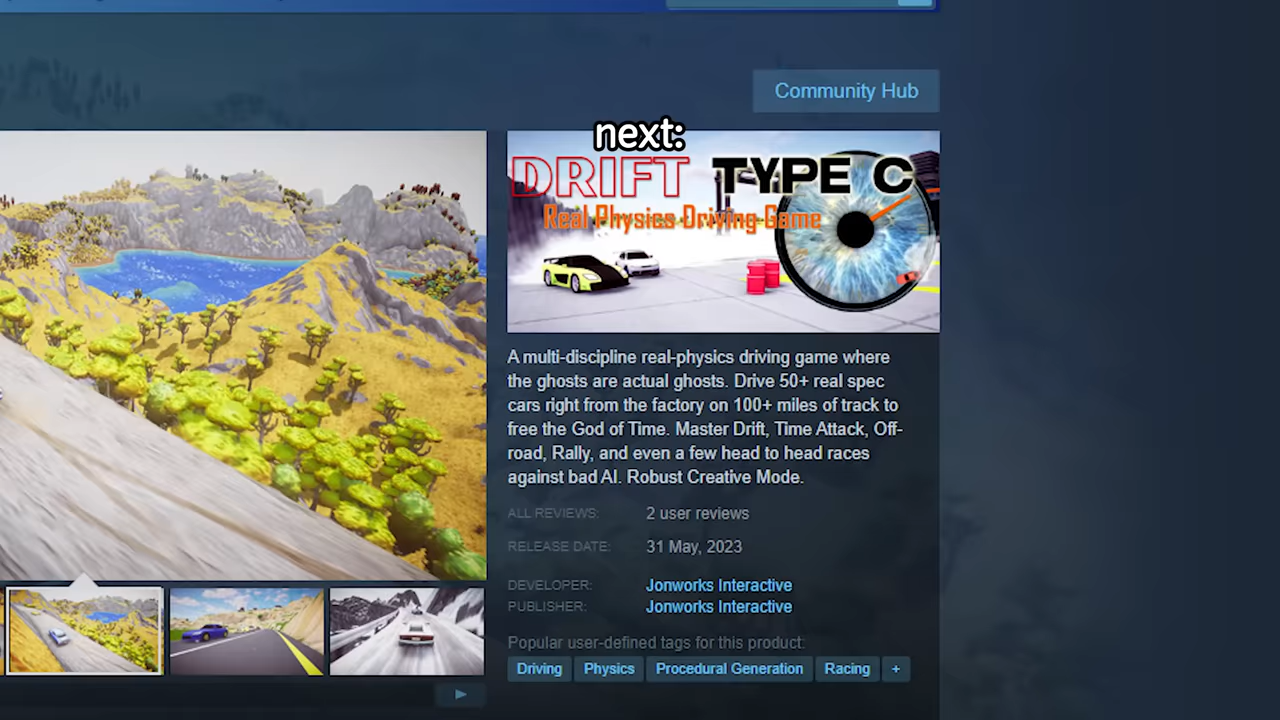 Community Hub
next:
DRIFT TYPE C
Real Physics Driving Game
A multi-discipline real-physics driving game where
the ghosts are actual ghosts. Drive 50+ real spec
cars right from the factory on 100+ miles of track to
free the God of Time. Master Drift, Time Attack, Off-
road, Rally, and even a few head to head races
against bad AI. Robust Creative Mode.
ALL REVIEWS: 2 user reviews
RELEASE DATE: 31 May, 2023
DEVELOPER: Jonworks Interactive
PUBLISHER: Jonworks Interactive
Popular user-defined tags for this product:
Driving Physics Procedural Generation Racing +